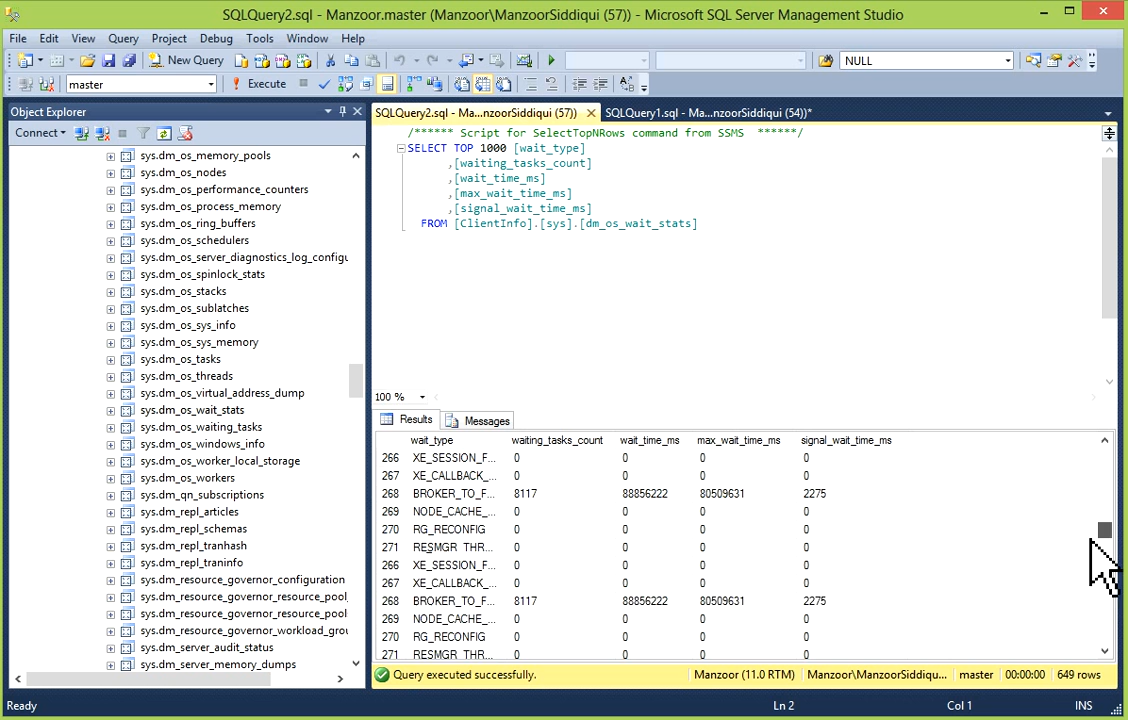 SQLQuery2.sql - Manzoor.master (Manzoor\ManzoorSiddiqui (57)) - Microsoft SQL Server Management Studio
File Edit View Query Project Debug Tools Window Help
New Query NULL
master Execute
Object Explorer
Connect
sys.dm_os_memory_pools
sys.dm_os_nodes
sys.dm_os_performance_counters
sys.dm_os_process_memory
sys.dm_os_ring_buffers
sys.dm_os_schedulers
sys.dm_os_server_diagnostics_log_configu
sys.dm_os_spinlock_stats
sys.dm_os_stacks
sys.dm_os_sublatches
sys.dm_os_sys_info
sys.dm_os_sys_memory
sys.dm_os_tasks
sys.dm_os_threads
sys.dm_os_virtual_address_dump
sys.dm_os_wait_stats
sys.dm_os_waiting_tasks
sys.dm_os_windows_info
sys.dm_os_worker_local_storage
sys.dm_os_workers
sys.dm_qn_subscriptions
sys.dm_repl_articles
sys.dm_repl_schemas
sys.dm_repl_tranhash
sys.dm_repl_traninfo
sys.dm_resource_governor_configuration
sys.dm_resource_governor_resource_pool_
sys.dm_resource_governor_resource_pools
sys.dm_resource_governor_workload_grou
sys.dm_server_audit_status
sys.dm_server_memory_dumps
SQLQuery2.sql - Ma...nzoorSiddiqui (57)) SQLQuery1.sql - Ma...nzoorSiddiqui (54))*
/****** Script for SelectTopNRows command from SSMS ******/
SELECT TOP 1000 [wait_type]
,[waiting_tasks_count]
,[wait_time_ms]
,[max_wait_time_ms]
,[signal_wait_time_ms]
FROM [ClientInfo].[sys].[dm_os_wait_stats]
100 %
Results Messages
wait_type waiting_tasks_count wait_time_ms max_wait_time_ms signal_wait_time_ms
266 XE_SESSION_F... 0 0 0 0
267 XE_CALLBACK_... 0 0 0 0
268 BROKER_TO_F... 8117 88856222 80509631 2275
269 NODE_CACHE_... 0 0 0 0
270 RG_RECONFIG 0 0 0 0
271 RESMGR_THR... 0 0 0 0
266 XE_SESSION_F... 0 0 0 0
267 XE_CALLBACK_... 0 0 0 0
268 BROKER_TO_F... 8117 88856222 80509631 2275
269 NODE_CACHE_... 0 0 0 0
270 RG_RECONFIG 0 0 0 0
271 RESMGR_THR... 0 0 0 0
Query executed successfully. Manzoor (11.0 RTM) Manzoor\ManzoorSiddiqu... master 00:00:00 649 rows
Ready Ln 2 Col 1 INS